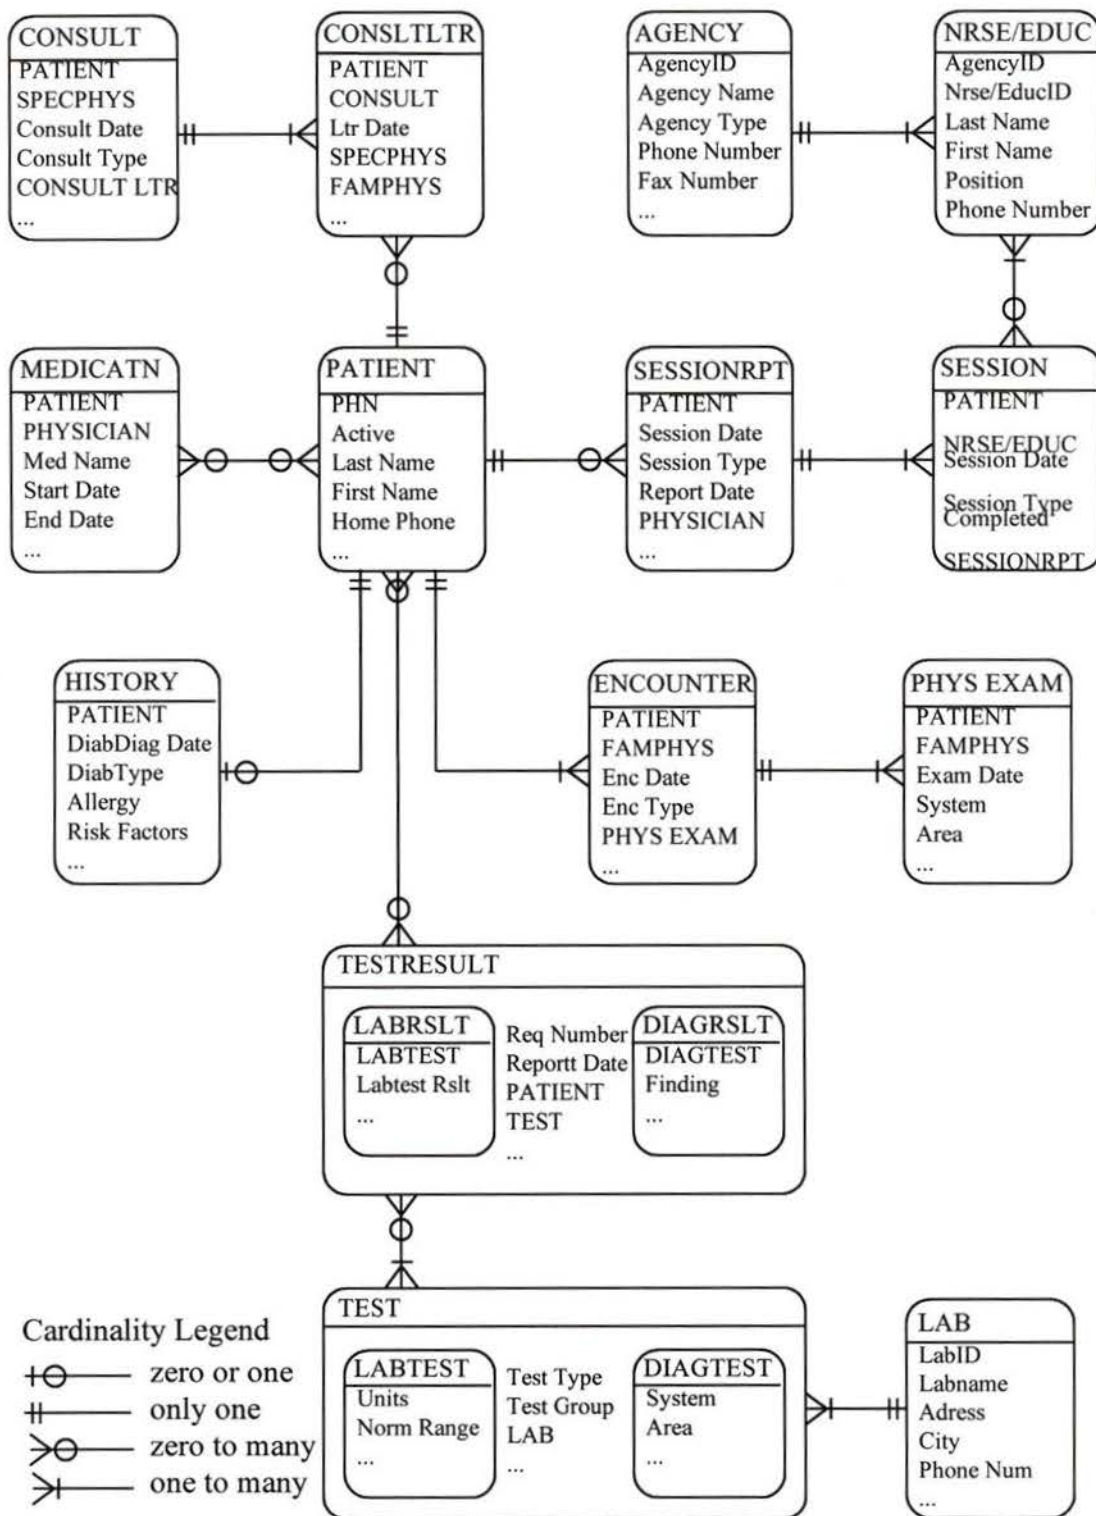 CONSULT
PATIENT
SPECPHYS
Consult Date
Consult Type
CONSULT LTR
...
CONSLTLTR
PATIENT
CONSULT
Ltr Date
SPECPHYS
FAMPHYS
...
AGENCY
AgencyID
Agency Name
Agency Type
Phone Number
Fax Number
...
NRSE/EDUC
AgencyID
Nrse/EducID
Last Name
First Name
Position
Phone Number
MEDICATN
PATIENT
PHYSICIAN
Med Name
Start Date
End Date
...
PATIENT
PHN
Active
Last Name
First Name
Home Phone
...
SESSIONRPT
PATIENT
Session Date
Session Type
Report Date
PHYSICIAN
...
SESSION
PATIENT
NRSE/EDUC
Session Date
Session Type
Completed
SESSIONRPT
HISTORY
PATIENT
DiabDiag Date
DiabType
Allergy
Risk Factors
...
ENCOUNTER
PATIENT
FAMPHYS
Enc Date
Enc Type
PHYS EXAM
...
PHYS EXAM
PATIENT
FAMPHYS
Exam Date
System
Area
...
TESTRESULT
LABRSLT
LABTEST
Labtest Rslt
...
Req Number
Reportt Date
PATIENT
TEST
...
DIAGRSLT
DIAGTEST
Finding
...
TEST
LABTEST
Units
Norm Range
...
Test Type
Test Group
LAB
...
DIAGTEST
System
Area
...
LAB
LabID
Labname
Adress
City
Phone Num
...
Cardinality Legend
zero or one
only one
zero to many
one to many